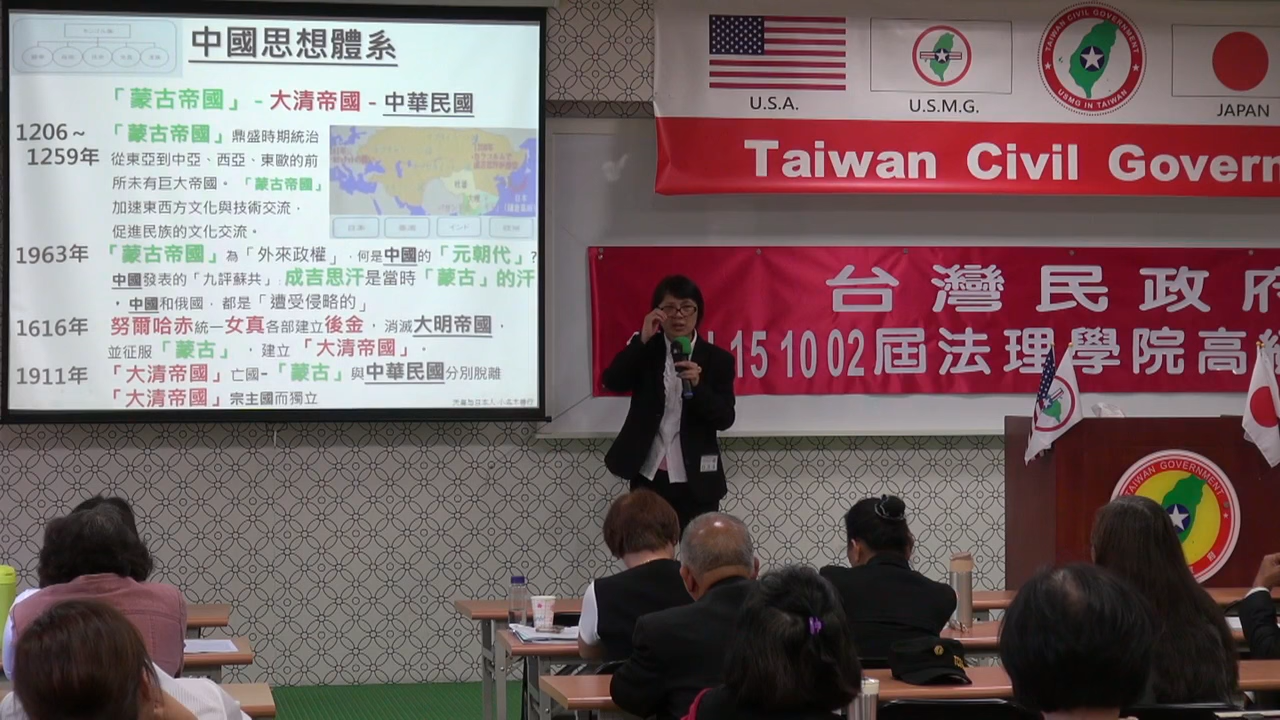 中國思想體系
「蒙古帝國」-大清帝國-中華民國
1206～1259年
「蒙古帝國」鼎盛時期統治
從東亞到中亞、西亞、東歐的前
所未有巨大帝國。「蒙古帝國」
加速東西方文化與技術交流，
促進民族的文化交流。
1963年
「蒙古帝國」為「外來政權」，何是中國的「元朝代」?
中國發表的「九評蘇共」成吉思汗是當時「蒙古」的汗
，中國和俄國，都是「遭受侵略的」
1616年
努爾哈赤統一女真各部建立後金，消滅大明帝國，
並征服「蒙古」，建立「大清帝國」。
1911年
「大清帝國」亡國-「蒙古」與中華民國分別脫離
「大清帝國」宗主國而獨立
U.S.A.
U.S.M.G.
TAIWAN CIVIL GOVERNMENT
USMG IN TAIWAN
JAPAN
Taiwan Civil Govern
台灣民政府
15 10 02屆法理學院高
TAIWAN GOVERNMENT